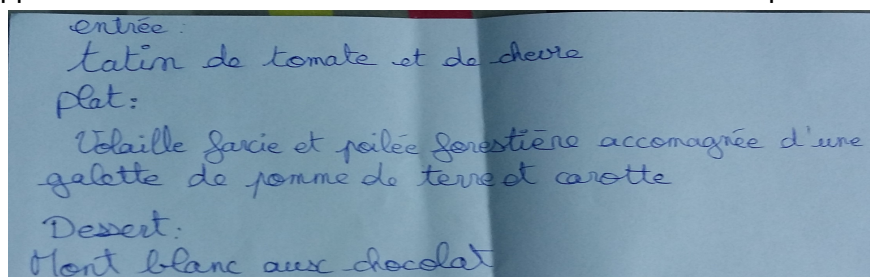 entrée:
tatin de tomate et de chevre
plat:
Volaille farcie et poilée forestière accomagnée d'une
galette de pomme de terre et carotte
Dessert:
Mont blanc aux chocolat